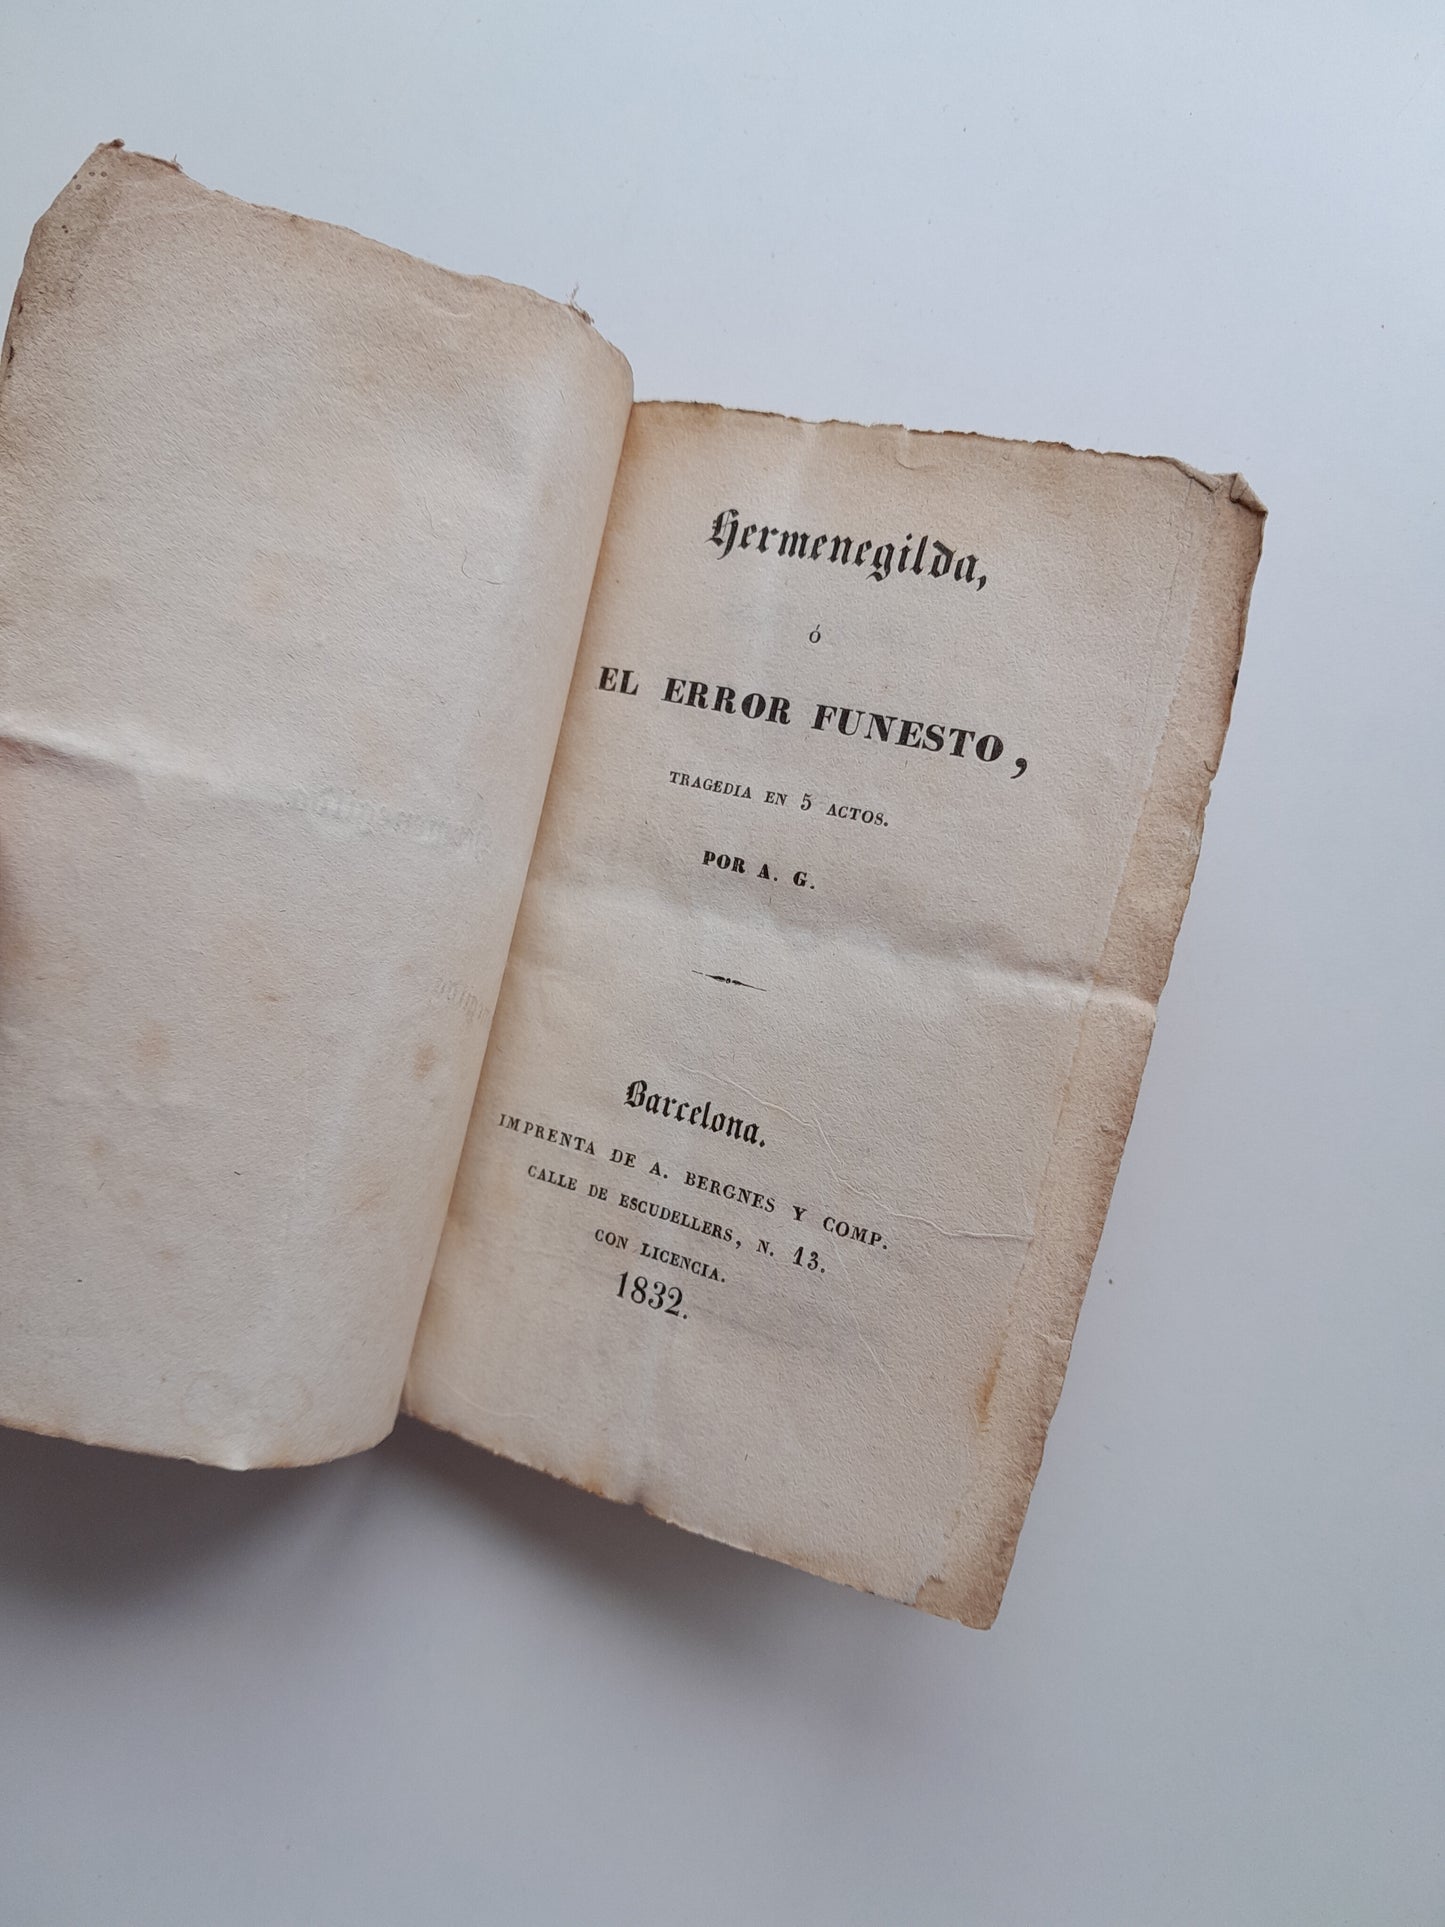 Hermenegilda,
ó
EL ERROR FUNESTO,
TRAGEDIA EN 5 ACTOS.
POR A. G.
Barcelona.
IMPRENTA DE A. BERGNES Y COMP.
CALLE DE ESCUDELLERS, N. 13.
CON LICENCIA.
1832.